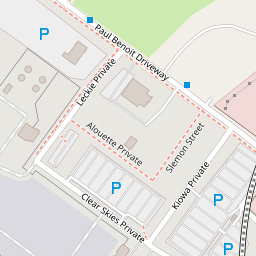 Paul Benoit Driveway
P
Leckie Private
Alouette Private
Slemon Street
Kiowa Private
P
Clear Skies Private
P
P